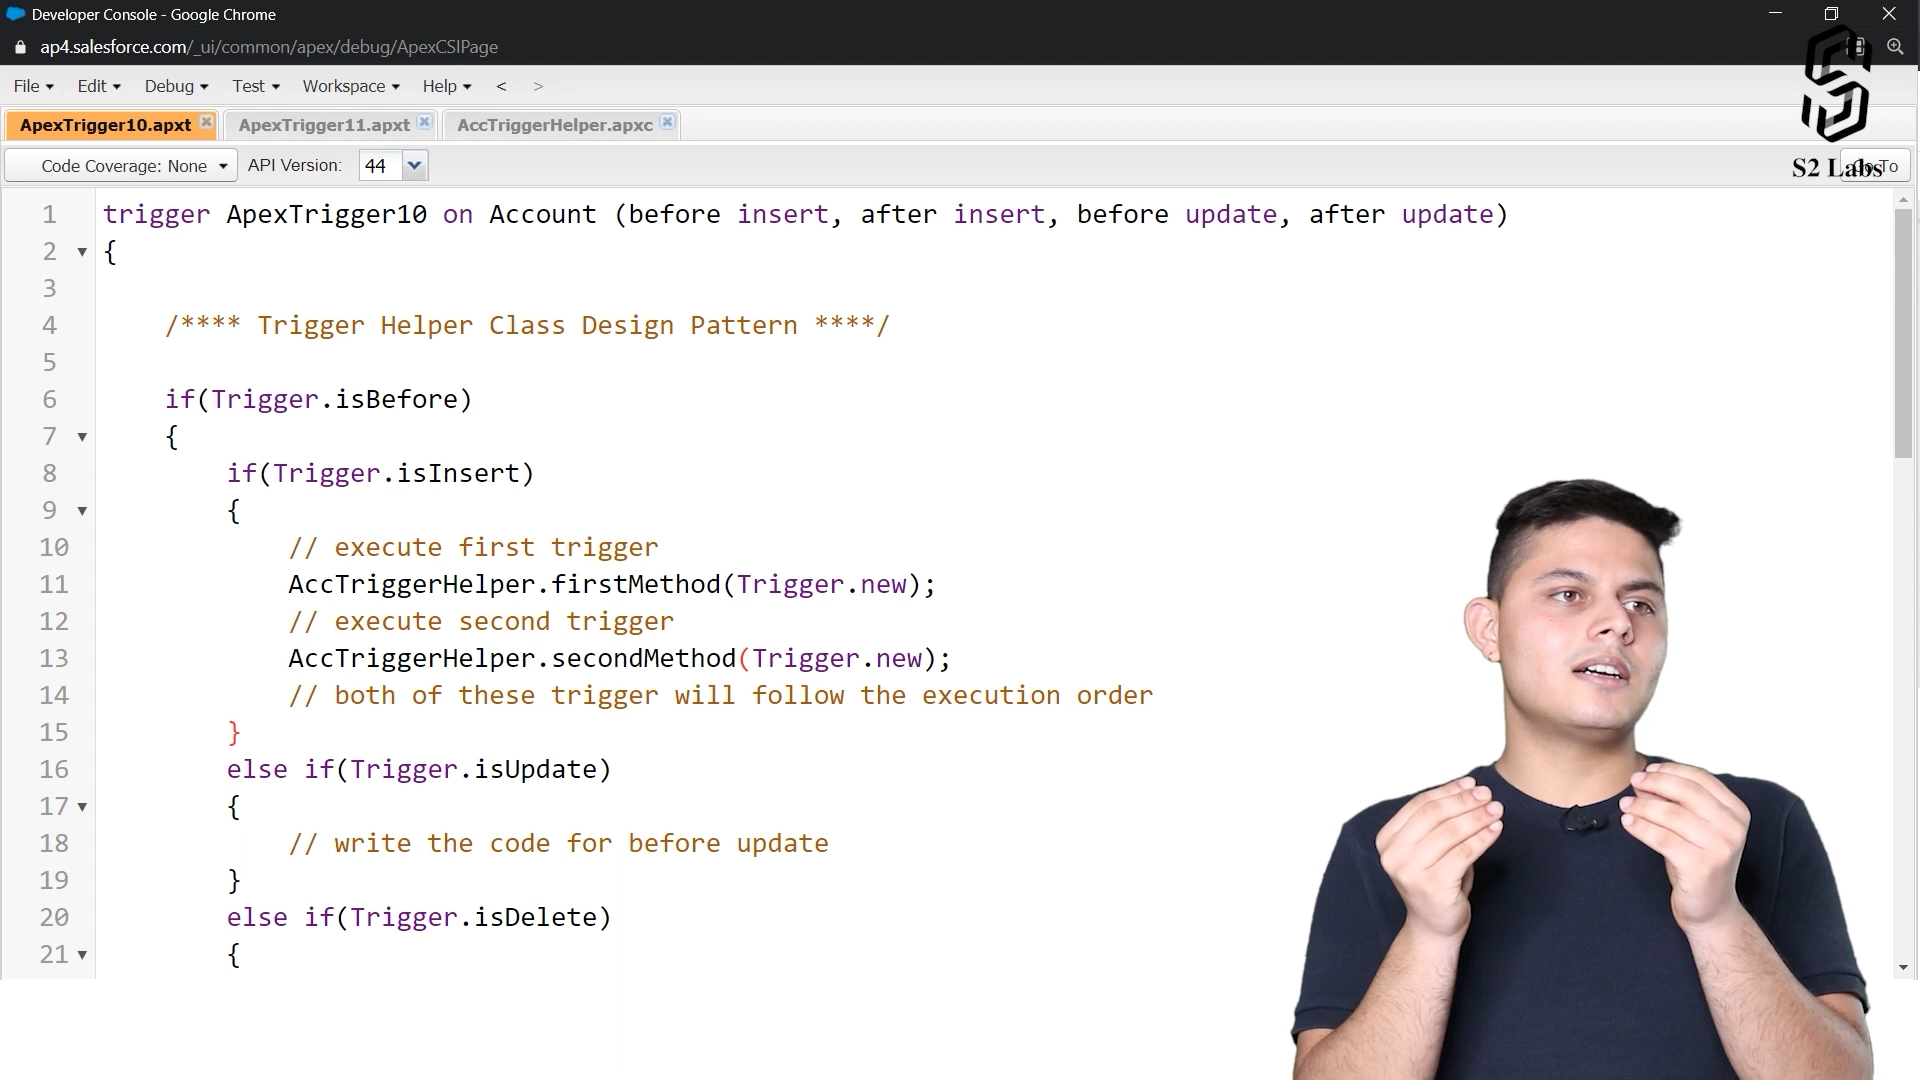 Developer Console - Google Chrome
ap4.salesforce.com/_ui/common/apex/debug/ApexCSIPage
File Edit Debug Test Workspace Help < >
ApexTrigger10.apxt ApexTrigger11.apxt AccTriggerHelper.apxc
Code Coverage: None API Version: 44 Go To
S2 Labs
1 trigger ApexTrigger10 on Account (before insert, after insert, before update, after update)
2 {
3
4 /**** Trigger Helper Class Design Pattern ****/
5
6 if(Trigger.isBefore)
7 {
8 if(Trigger.isInsert)
9 {
10 // execute first trigger
11 AccTriggerHelper.firstMethod(Trigger.new);
12 // execute second trigger
13 AccTriggerHelper.secondMethod(Trigger.new);
14 // both of these trigger will follow the execution order
15 }
16 else if(Trigger.isUpdate)
17 {
18 // write the code for before update
19 }
20 else if(Trigger.isDelete)
21 {